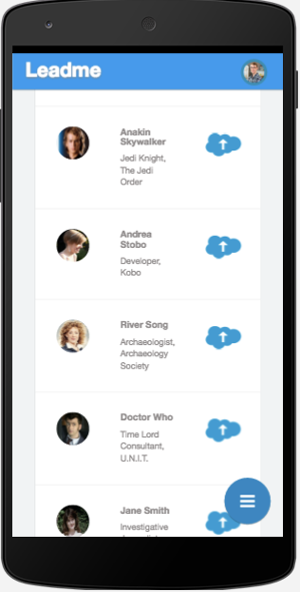 Leadme
Anakin
Skywalker
Jedi Knight,
The Jedi
Order
Andrea
Stobo
Developer,
Kobo
River Song
Archaeologist,
Archaeology
Society
Doctor Who
Time Lord
Consultant,
U.N.I.T.
Jane Smith
Investigative